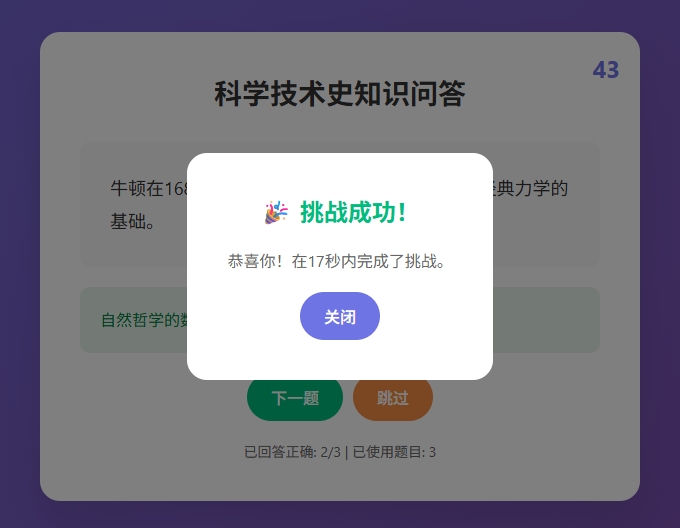 43
科学技术史知识问答
牛顿在168
经典力学的
基础。
🎉 挑战成功!
恭喜你！在17秒内完成了挑战。
关闭
自然哲学的数
下一题
跳过
已回答正确: 2/3 | 已使用题目: 3